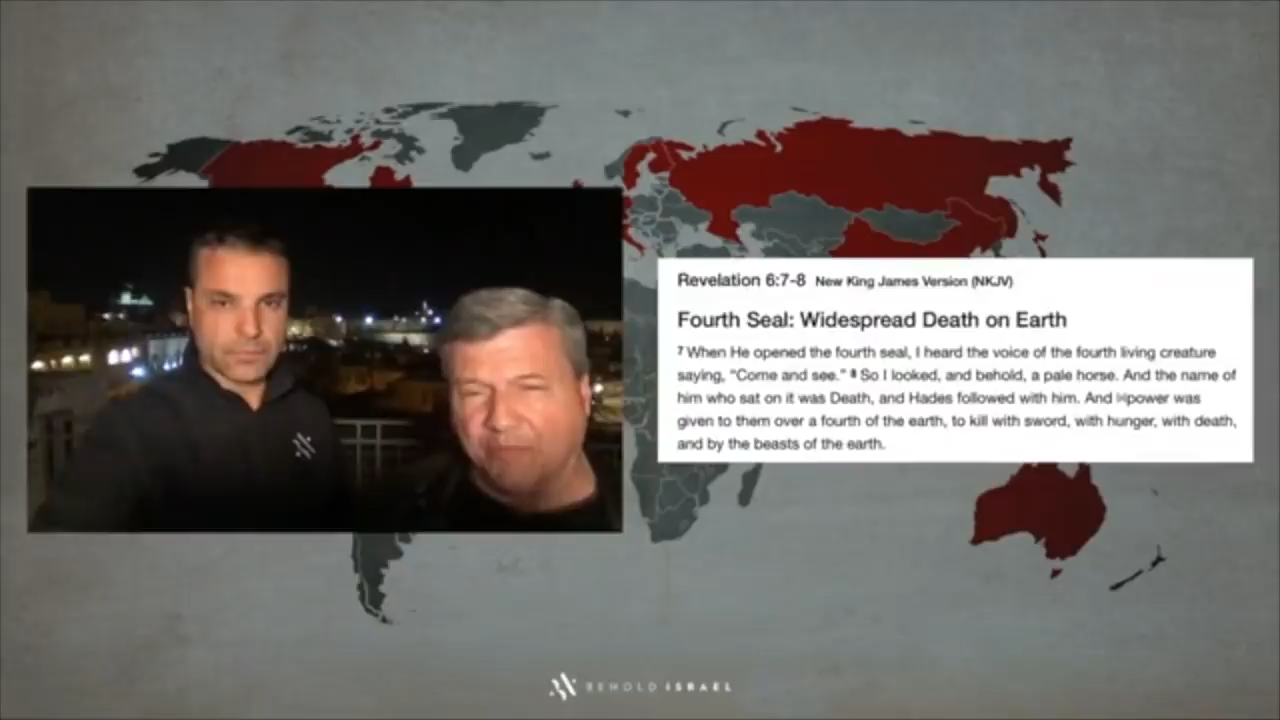 Revelation 6:7-8 New King James Version (NKJV)
Fourth Seal: Widespread Death on Earth
7 When He opened the fourth seal, I heard the voice of the fourth living creature
saying, “Come and see.” 8 So I looked, and behold, a pale horse. And the name of
him who sat on it was Death, and Hades followed with him. And power was
given to them over a fourth of the earth, to kill with sword, with hunger, with death,
and by the beasts of the earth.
BEHOLD ISRAEL